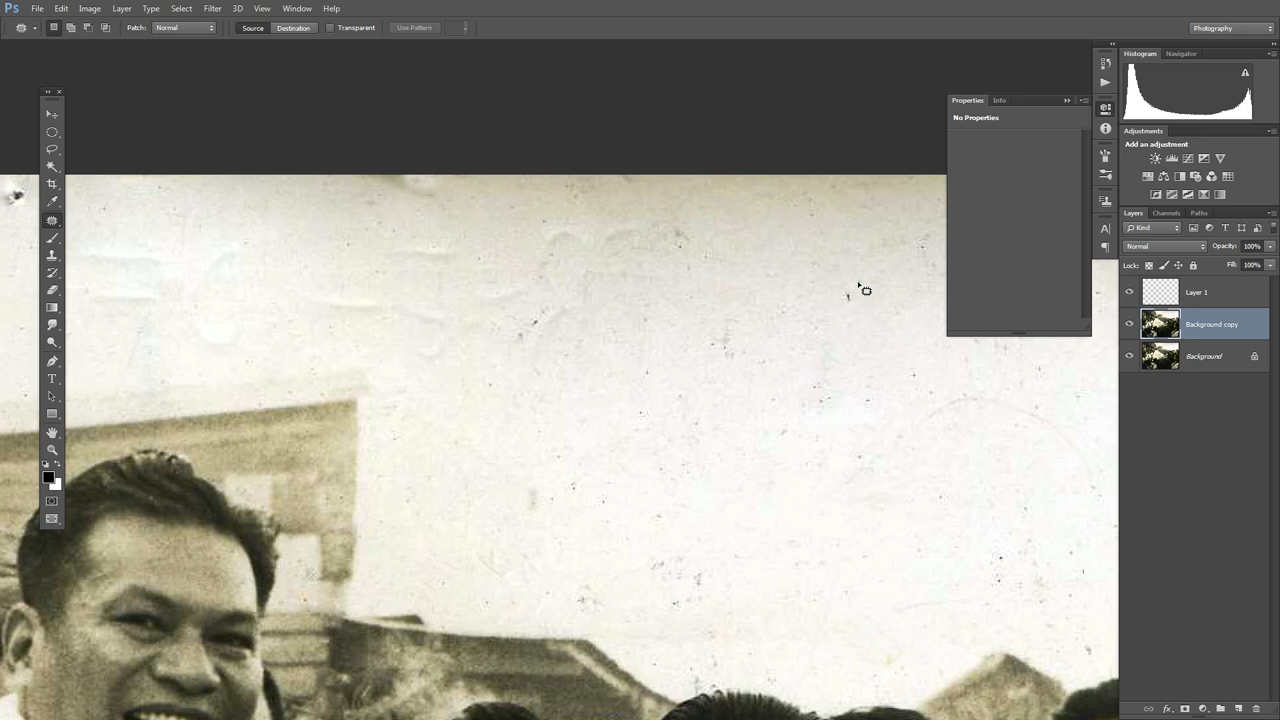 Ps File Edit Image Layer Type Select Filter 3D View Window Help
Patch: Normal Source Destination Transparent Use Pattern Photography
Histogram Navigator
Properties Info
No Properties
Adjustments
Add an adjustment
Layers Channels Paths
Kind
Normal Opacity: 100%
Lock: Fill: 100%
Layer 1
Background copy
Background